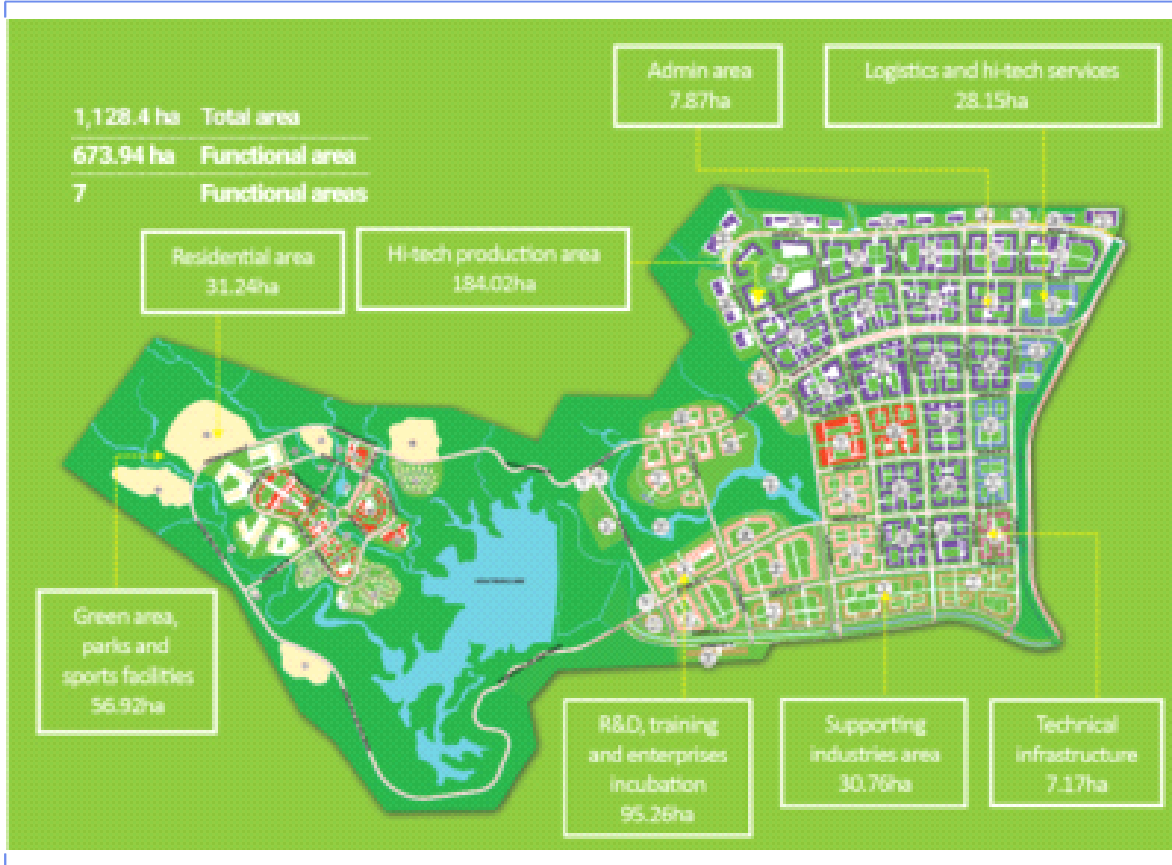 1,128.4 ha Total area
673.94 ha Functional area
7 Functional areas
Admin area
7.87ha
Logistics and hi-tech services
28.15ha
Residential area
31.24ha
Hi-tech production area
184.02ha
Green area,
parks and
sports facilities
56.92ha
R&D, training
and enterprises
incubation
95.26ha
Supporting
industries area
30.76ha
Technical
infrastructure
7.17ha